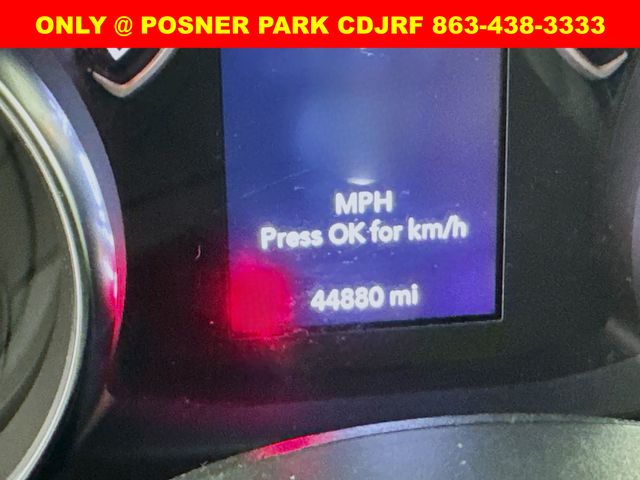 ONLY @ POSNER PARK CDJRF 863-438-3333
MPH
Press OK for km/h
44880 mi